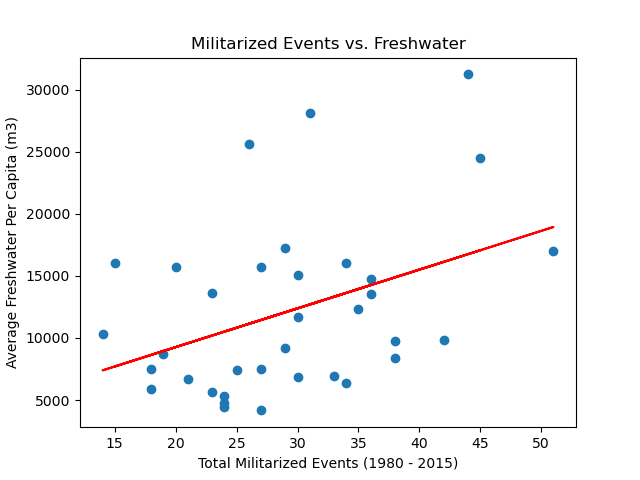 Militarized Events vs. Freshwater
Average Freshwater Per Capita (m3)
30000
25000
20000
15000
10000
5000
15 20 25 30 35 40 45 50
Total Militarized Events (1980 - 2015)